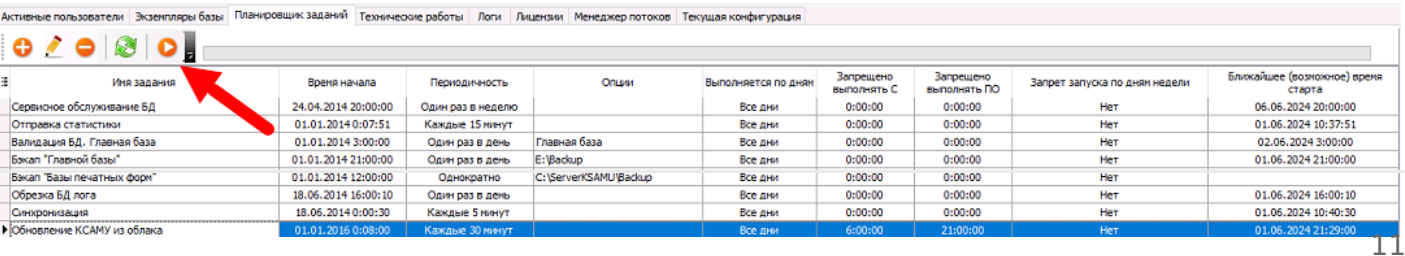 Активные пользователи Экземпляры базы Планировщик заданий Технические работы Логи Лицензии Менеджер потоков Текущая конфигурация
Имя задания Время начала Периодичность Опции Выполняется по дням Запрещено выполнять С Запрещено выполнять ПО Запрет запуска по дням недели Ближайшее (возможное) время старта
Сервисное обслуживание БД 24.04.2014 20:00:00 Один раз в неделю Все дни 0:00:00 0:00:00 Нет 06.06.2024 20:00:00
Отправка статистики 01.01.2014 0:07:51 Каждые 15 минут Все дни 0:00:00 0:00:00 Нет 01.06.2024 10:37:51
Валидация БД. Главная база 01.01.2014 3:00:00 Один раз в день Главная база Все дни 0:00:00 0:00:00 Нет 02.06.2024 3:00:00
Бэкап "Главной базы" 01.01.2014 21:00:00 Один раз в день E:\Backup Все дни 0:00:00 0:00:00 Нет 01.06.2024 21:00:00
Бэкап "Базы печатных форм" 01.01.2014 12:00:00 Однократно C:\ServerKSAMU\Backup Все дни 0:00:00 0:00:00 Нет
Обрезка БД лога 18.06.2014 16:00:10 Один раз в день Все дни 0:00:00 0:00:00 Нет 01.06.2024 16:00:10
Синхронизация 18.06.2014 0:00:30 Каждые 5 минут Все дни 0:00:00 0:00:00 Нет 01.06.2024 10:40:30
Обновление КСАМУ из облака 01.01.2016 0:08:00 Каждые 30 минут Все дни 6:00:00 21:00:00 Нет 01.06.2024 21:29:00
11